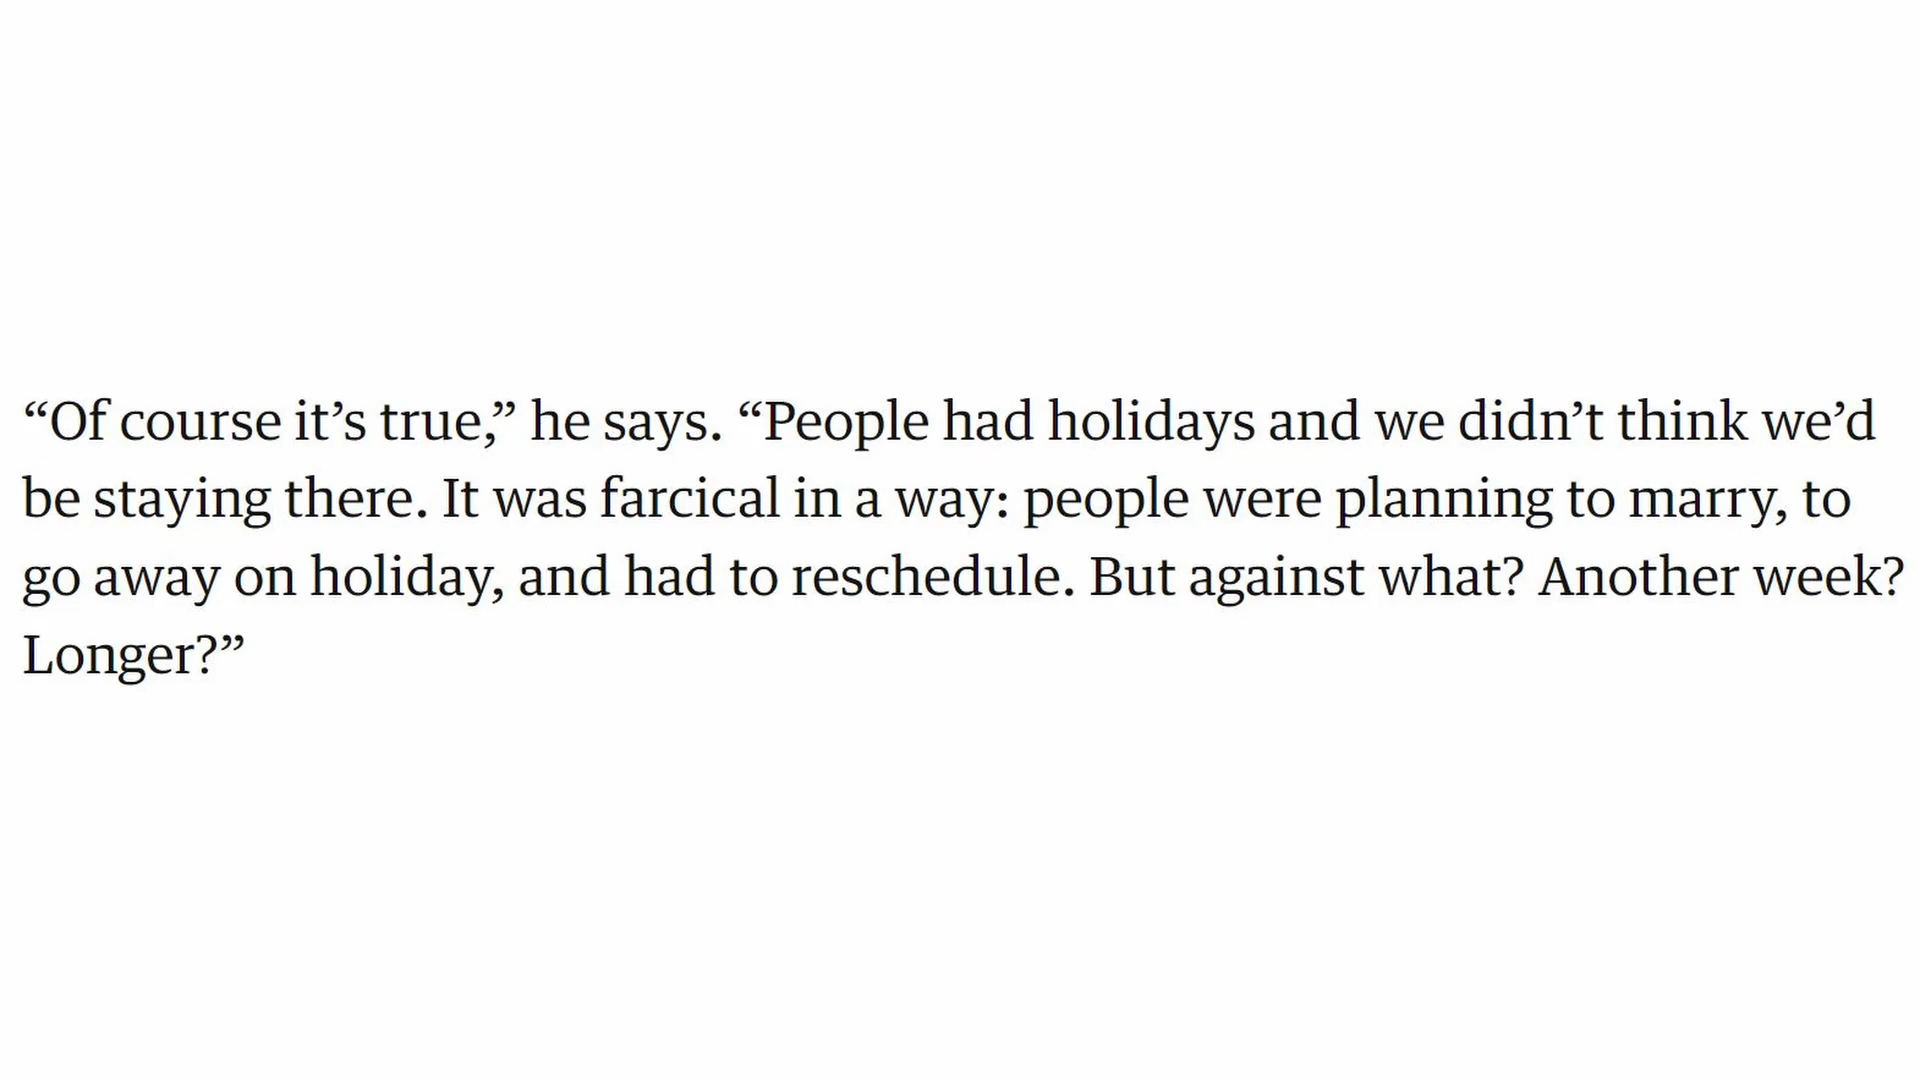 “Of course it’s true,” he says. “People had holidays and we didn’t think we’d
be staying there. It was farcical in a way: people were planning to marry, to
go away on holiday, and had to reschedule. But against what? Another week?
Longer?”